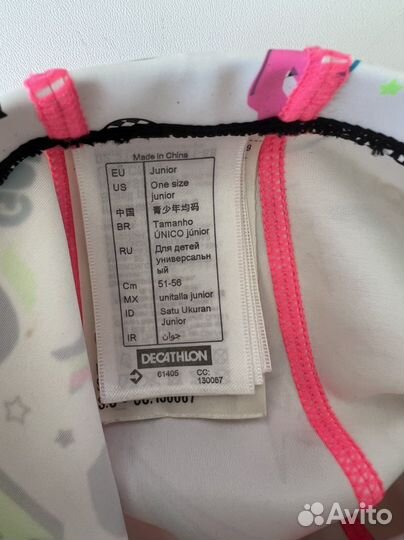 Made in China
EU Junior
US One size
junior
中国 青少年均码
BR Tamanho
ÚNICO júnior
RU Для детей
универсальн
ый
Cm 51-56
MX unitalla junior
ID Satu Ukuran
Junior
IR جوان
DECATHLON
61405 CC:
130067
Avito